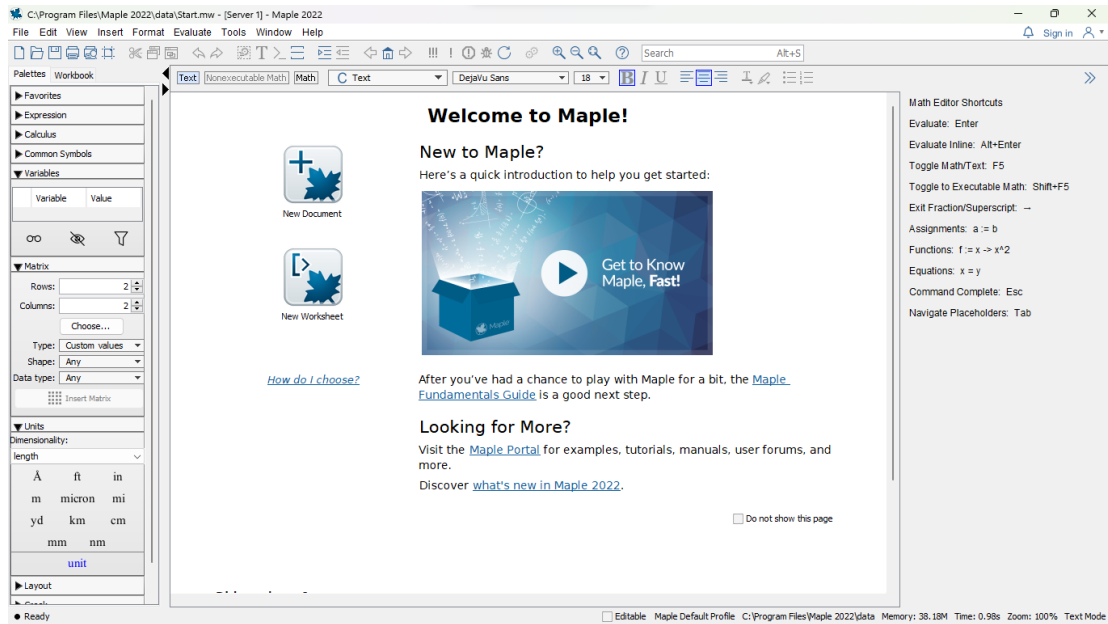 C:\Program Files\Maple 2022\data\Start.mw - [Server 1] - Maple 2022
File Edit View Insert Format Evaluate Tools Window Help
Sign in
Search Alt+S
Palettes Workbook
Text Nonexecutable Math Math C Text DejaVu Sans 18 B I U
Favorites
Expression
Calculus
Common Symbols
Variables
Variable Value
Matrix
Rows: 2
Columns: 2
Choose...
Type: Custom values
Shape: Any
Data type: Any
Insert Matrix
Units
Dimensionality:
length
Å ft in
m micron mi
yd km cm
mm nm
unit
Layout
Welcome to Maple!
New Document
New Worksheet
How do I choose?
New to Maple?
Here's a quick introduction to help you get started:
Get to Know
Maple, Fast!
Maple
After you've had a chance to play with Maple for a bit, the Maple
Fundamentals Guide is a good next step.
Looking for More?
Visit the Maple Portal for examples, tutorials, manuals, user forums, and
more.
Discover what's new in Maple 2022.
Do not show this page
Math Editor Shortcuts
Evaluate: Enter
Evaluate Inline: Alt+Enter
Toggle Math/Text: F5
Toggle to Executable Math: Shift+F5
Exit Fraction/Superscript: →
Assignments: a := b
Functions: f := x -> x^2
Equations: x = y
Command Complete: Esc
Navigate Placeholders: Tab
Ready
Editable Maple Default Profile C:\Program Files\Maple 2022\data Memory: 38.18M Time: 0.98s Zoom: 100% Text Mode